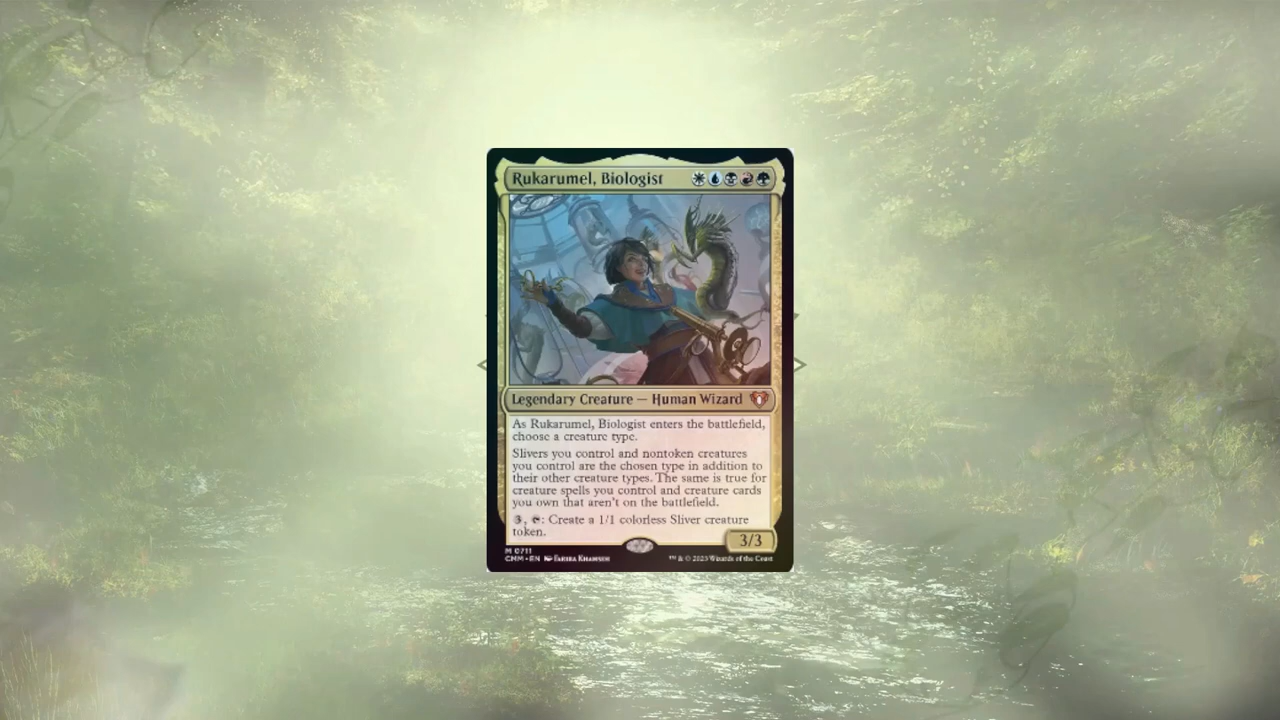 Rukarumel, Biologist
Legendary Creature — Human Wizard
As Rukarumel, Biologist enters the battlefield,
choose a creature type.
Slivers you control and nontoken creatures
you control are the chosen type in addition to
their other creature types. The same is true for
creature spells you control and creature cards
you own that aren't on the battlefield.
3, T: Create a 1/1 colorless Sliver creature
token.
3/3
M 0711
CMM • EN Fariba Khamseh
™ & © 2023 Wizards of the Coast